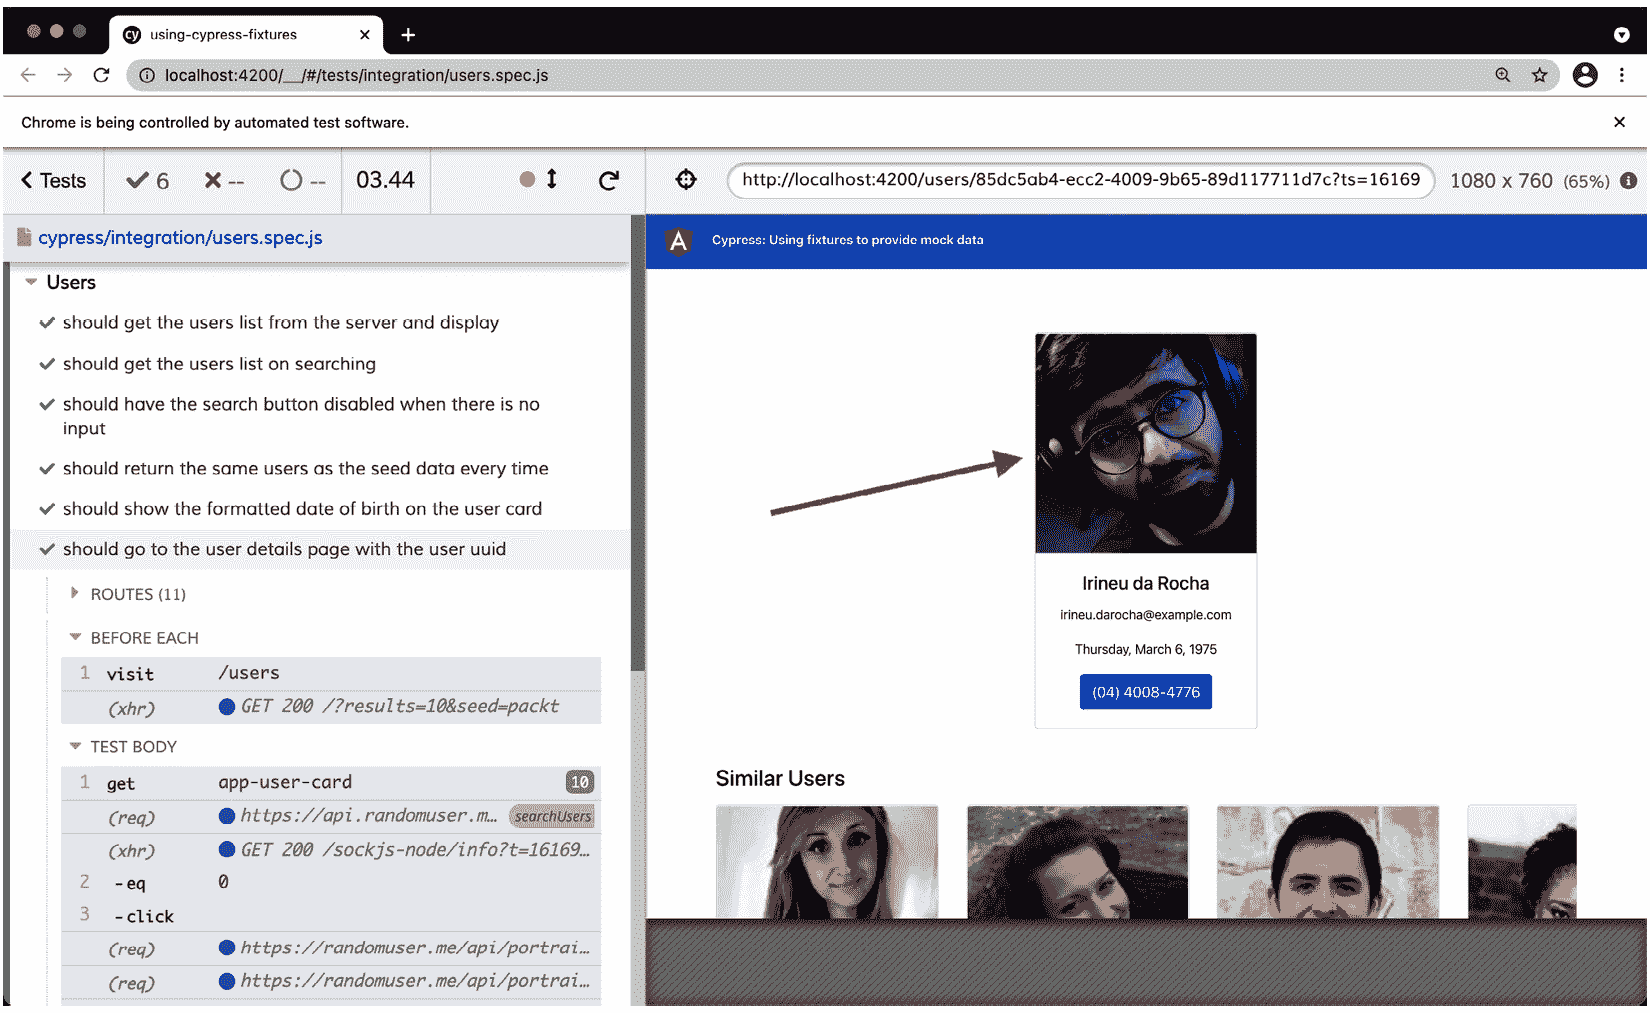 cy using-cypress-fixtures
localhost:4200/__/#/tests/integration/users.spec.js
Chrome is being controlled by automated test software.
Tests 6 -- -- 03.44
http://localhost:4200/users/85dc5ab4-ecc2-4009-9b65-89d117711d7c?ts=16169 1080 x 760 (65%)
cypress/integration/users.spec.js
Users
should get the users list from the server and display
should get the users list on searching
should have the search button disabled when there is no
input
should return the same users as the seed data every time
should show the formatted date of birth on the user card
should go to the user details page with the user uuid
ROUTES (11)
BEFORE EACH
1 visit /users
(xhr) GET 200 /?results=10&seed=packt
TEST BODY
1 get app-user-card 10
(req) https://api.randomuser.m… searchUsers
(xhr) GET 200 /sockjs-node/info?t=16169…
2 -eq 0
3 -click
(req) https://randomuser.me/api/portrai…
(req) https://randomuser.me/api/portrai…
A Cypress: Using fixtures to provide mock data
Irineu da Rocha
irineu.darocha@example.com
Thursday, March 6, 1975
(04) 4008-4776
Similar Users